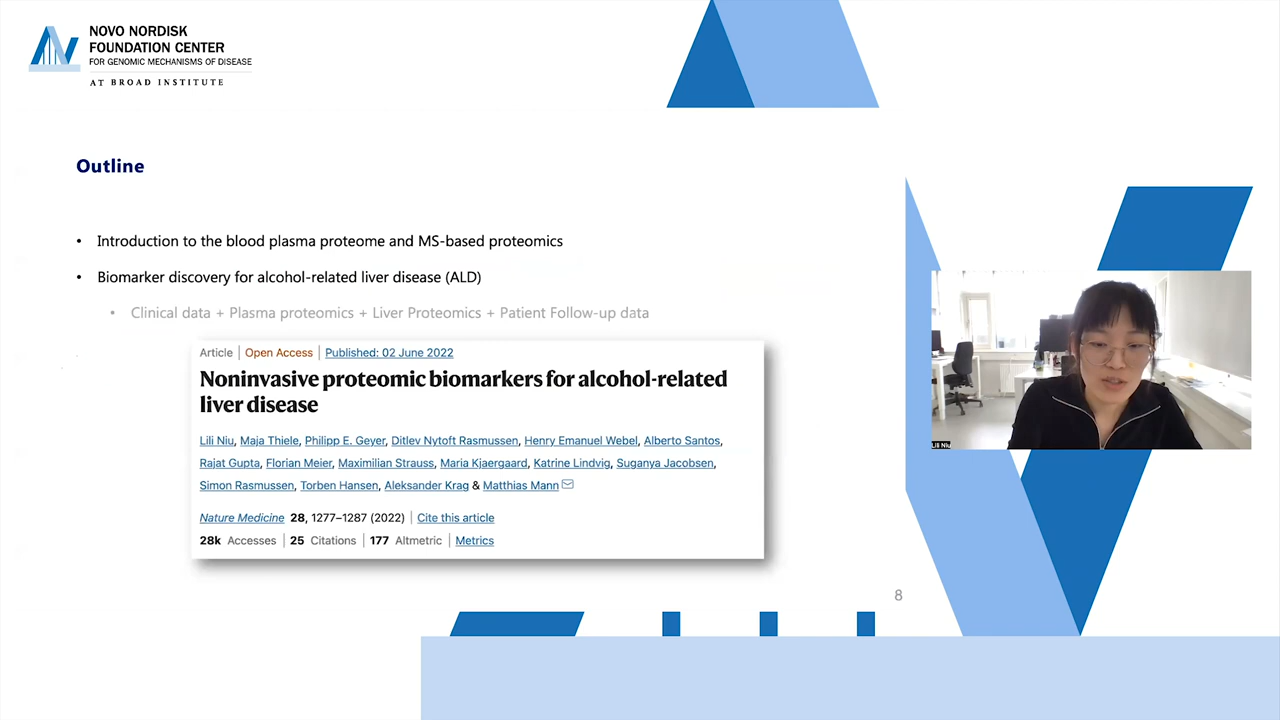 NOVO NORDISK
FOUNDATION CENTER
FOR GENOMIC MECHANISMS OF DISEASE
AT BROAD INSTITUTE
Outline
• Introduction to the blood plasma proteome and MS-based proteomics
• Biomarker discovery for alcohol-related liver disease (ALD)
• Clinical data + Plasma proteomics + Liver Proteomics + Patient Follow-up data
Article | Open Access | Published: 02 June 2022
Noninvasive proteomic biomarkers for alcohol-related
liver disease
Lili Niu, Maja Thiele, Philipp E. Geyer, Ditlev Nytoft Rasmussen, Henry Emanuel Webel, Alberto Santos,
Rajat Gupta, Florian Meier, Maximilian Strauss, Maria Kjaergaard, Katrine Lindvig, Suganya Jacobsen,
Simon Rasmussen, Torben Hansen, Aleksander Krag & Matthias Mann
Nature Medicine 28, 1277–1287 (2022) | Cite this article
28k Accesses | 25 Citations | 177 Altmetric | Metrics
8
Lili Niu